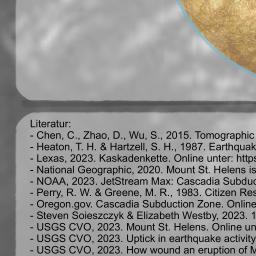 Literatur:
- Chen, C., Zhao, D., Wu, S., 2015. Tomographic
- Heaton, T. H. & Hartzell, S. H., 1987. Earthquak
- Lexas, 2023. Kaskadenkette. Online unter: https
- National Geographic, 2020. Mount St. Helens is
- NOAA, 2023. JetStream Max: Cascadia Subduc
- Perry, R. W. & Greene, M. R., 1983. Citizen Res
- Oregon.gov. Cascadia Subduction Zone. Online
- Steven Soieszczyk & Elizabeth Westby, 2023. 1
- USGS CVO, 2023. Mount St. Helens. Online un
- USGS CVO, 2023. Uptick in earthquake activity
- USGS CVO, 2023. How wound an eruption of M